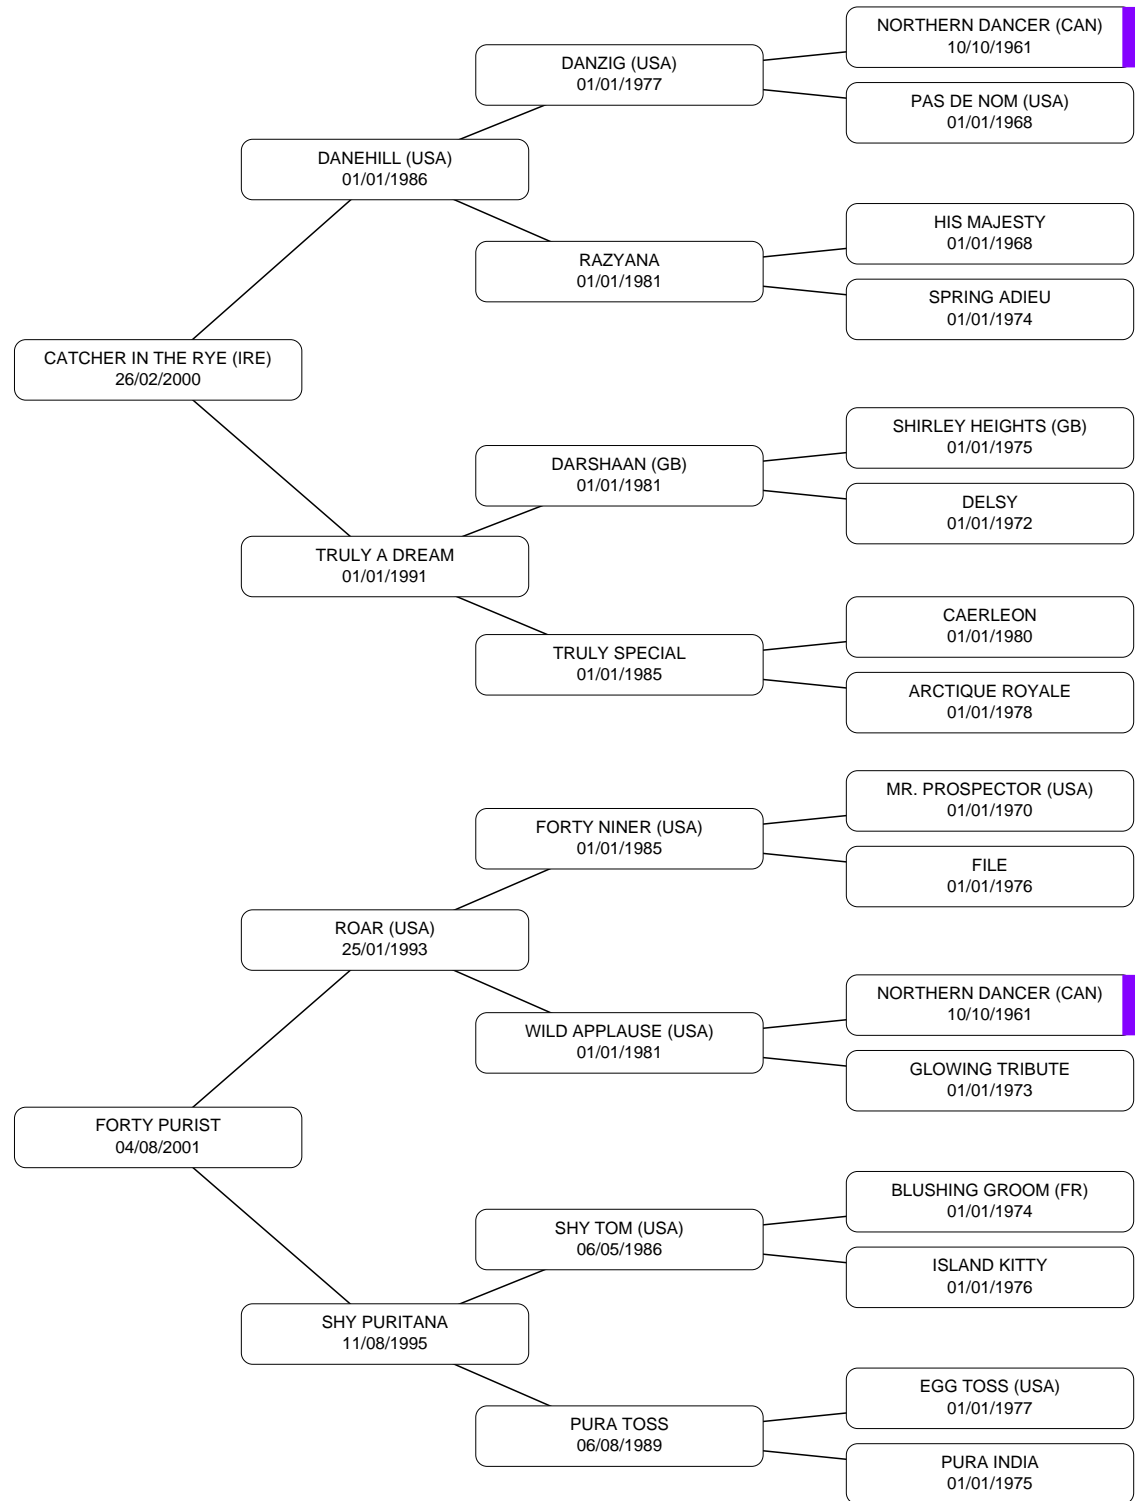 NORTHERN DANCER (CAN)
10/10/1961
DANZIG (USA)
01/01/1977
PAS DE NOM (USA)
01/01/1968
DANEHILL (USA)
01/01/1986
HIS MAJESTY
01/01/1968
RAZYANA
01/01/1981
SPRING ADIEU
01/01/1974
CATCHER IN THE RYE (IRE)
26/02/2000
SHIRLEY HEIGHTS (GB)
01/01/1975
DARSHAAN (GB)
01/01/1981
DELSY
01/01/1972
TRULY A DREAM
01/01/1991
CAERLEON
01/01/1980
TRULY SPECIAL
01/01/1985
ARCTIQUE ROYALE
01/01/1978
MR. PROSPECTOR (USA)
01/01/1970
FORTY NINER (USA)
01/01/1985
FILE
01/01/1976
ROAR (USA)
25/01/1993
NORTHERN DANCER (CAN)
10/10/1961
WILD APPLAUSE (USA)
01/01/1981
GLOWING TRIBUTE
01/01/1973
FORTY PURIST
04/08/2001
BLUSHING GROOM (FR)
01/01/1974
SHY TOM (USA)
06/05/1986
ISLAND KITTY
01/01/1976
SHY PURITANA
11/08/1995
EGG TOSS (USA)
01/01/1977
PURA TOSS
06/08/1989
PURA INDIA
01/01/1975